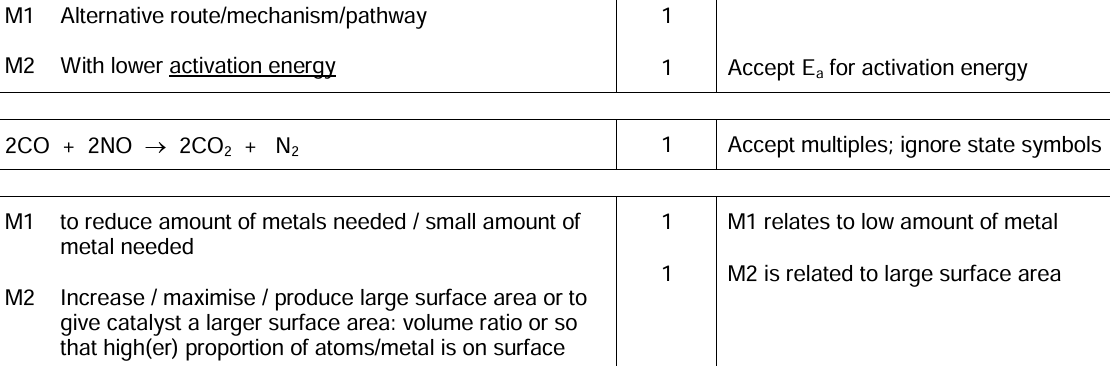 M1 Alternative route/mechanism/pathway 1
M2 With lower activation energy 1 Accept Eₐ for activation energy
2CO + 2NO → 2CO₂ + N₂ 1 Accept multiples; ignore state symbols
M1 to reduce amount of metals needed / small amount of 1 M1 relates to low amount of metal
metal needed
1 M2 is related to large surface area
M2 Increase / maximise / produce large surface area or to
give catalyst a larger surface area: volume ratio or so
that high(er) proportion of atoms/metal is on surface